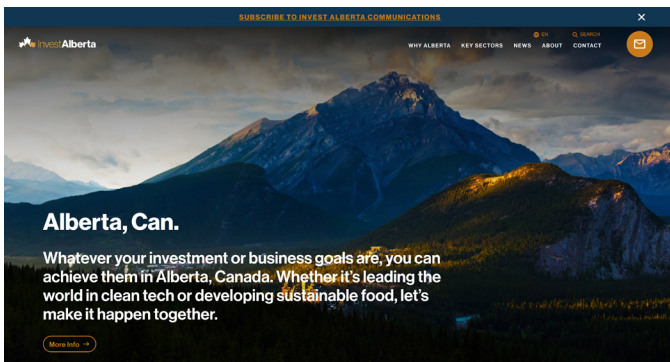 SUBSCRIBE TO INVEST ALBERTA COMMUNICATIONS
EN
SEARCH
InvestAlberta
WHY ALBERTA KEY SECTORS NEWS ABOUT CONTACT
Alberta, Can.
Whatever your investment or business goals are, you can
achieve them in Alberta, Canada. Whether it's leading the
world in clean tech or developing sustainable food, let's
make it happen together.
More Info →